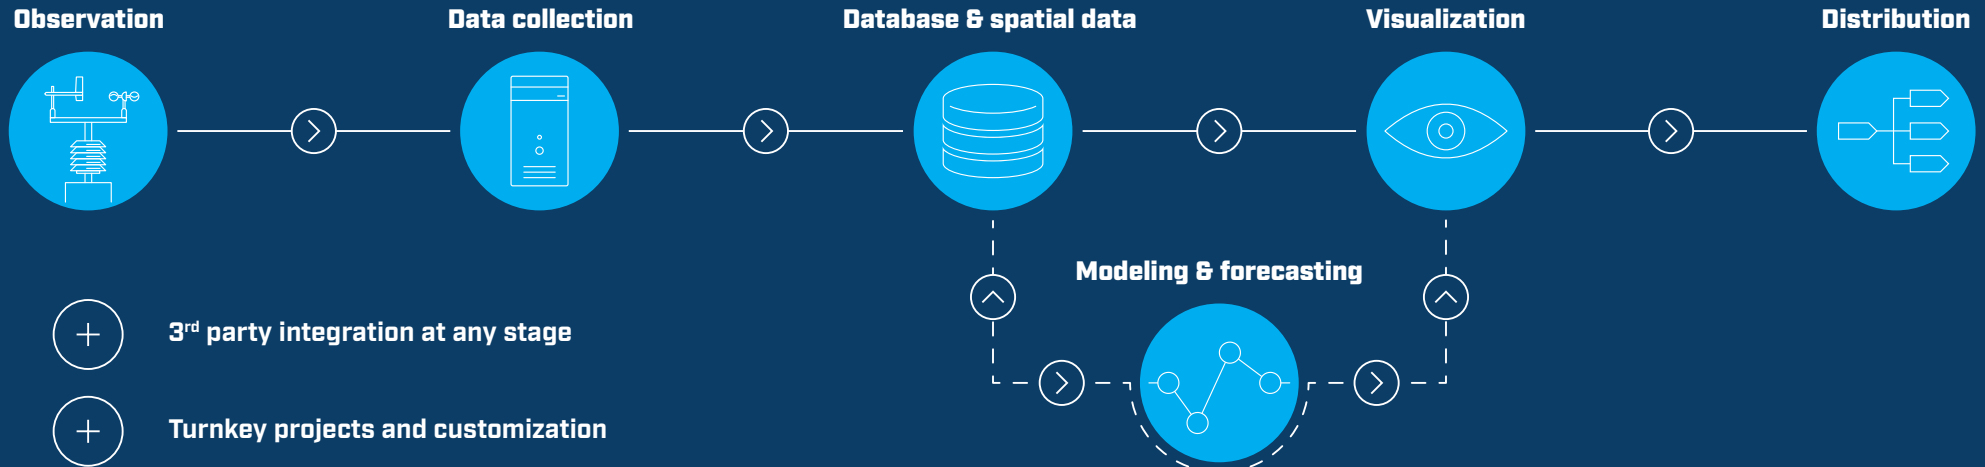 Observation
Data collection
Database & spatial data
Visualization
Distribution
Modeling & forecasting
3rd party integration at any stage
Turnkey projects and customization